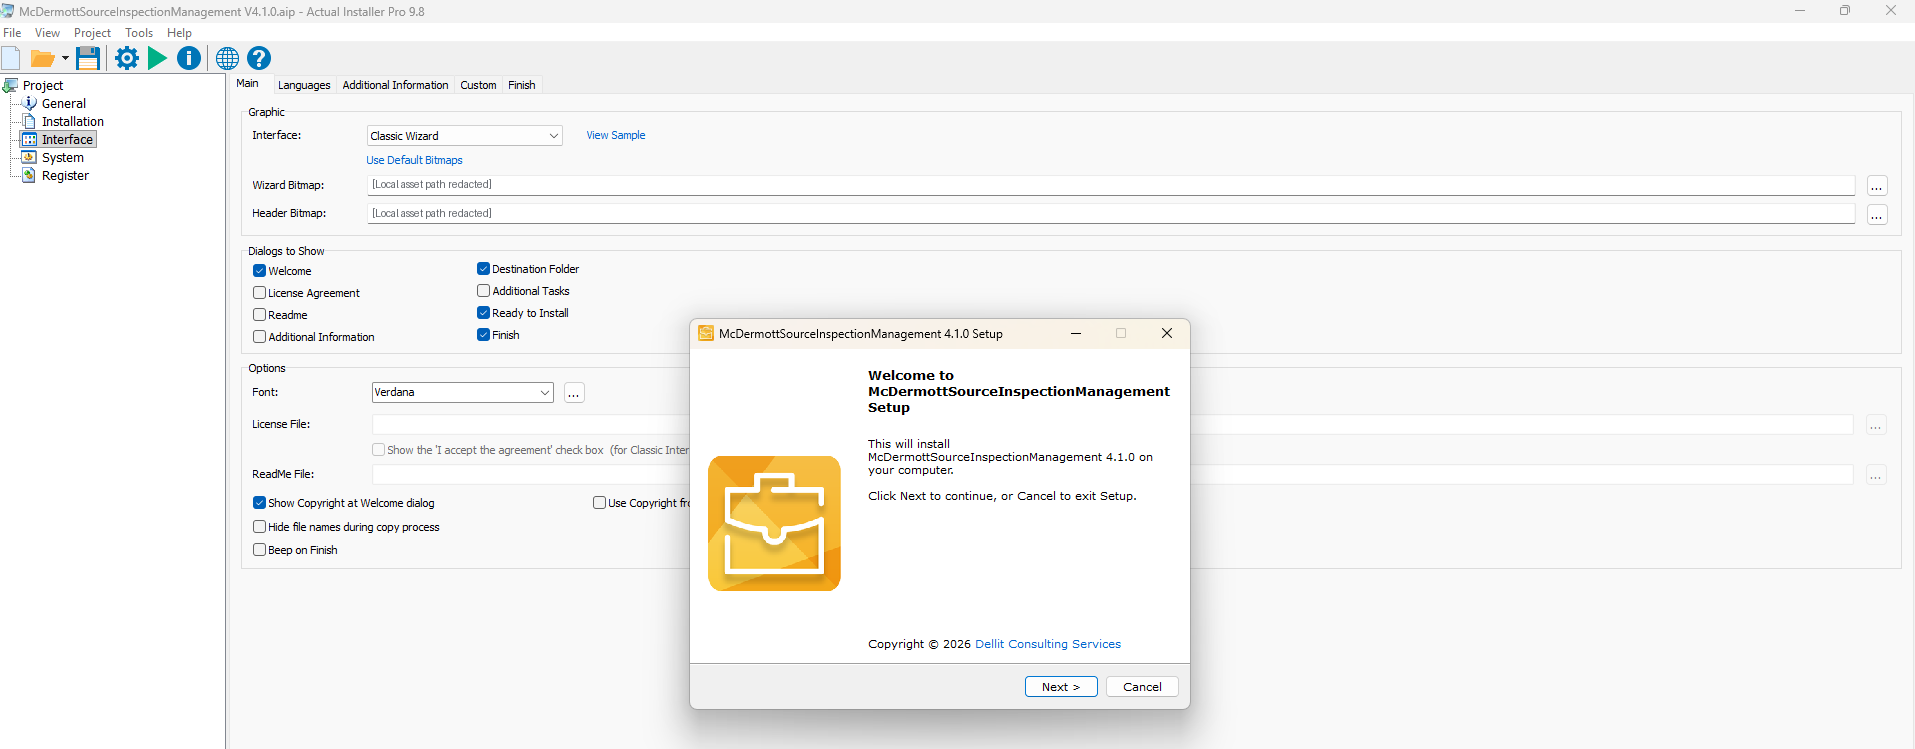 McDermottSourceInspectionManagement V4.1.0.aip - Actual Installer Pro 9.8
File View Project Tools Help
Project
General
Installation
Interface
System
Register
Main Languages Additional Information Custom Finish
Graphic
Interface: Classic Wizard View Sample
Use Default Bitmaps
Wizard Bitmap: [Local asset path redacted] ...
Header Bitmap: [Local asset path redacted] ...
Dialogs to Show
Welcome Destination Folder
License Agreement Additional Tasks
Readme Ready to Install
Additional Information Finish
Options
Font: Verdana ...
License File: ...
Show the 'I accept the agreement' check box (for Classic Inter
ReadMe File: ...
Show Copyright at Welcome dialog Use Copyright fro
Hide file names during copy process
Beep on Finish
McDermottSourceInspectionManagement 4.1.0 Setup
Welcome to
McDermottSourceInspectionManagement
Setup
This will install
McDermottSourceInspectionManagement 4.1.0 on
your computer.
Click Next to continue, or Cancel to exit Setup.
Copyright © 2026 Dellit Consulting Services
Next > Cancel